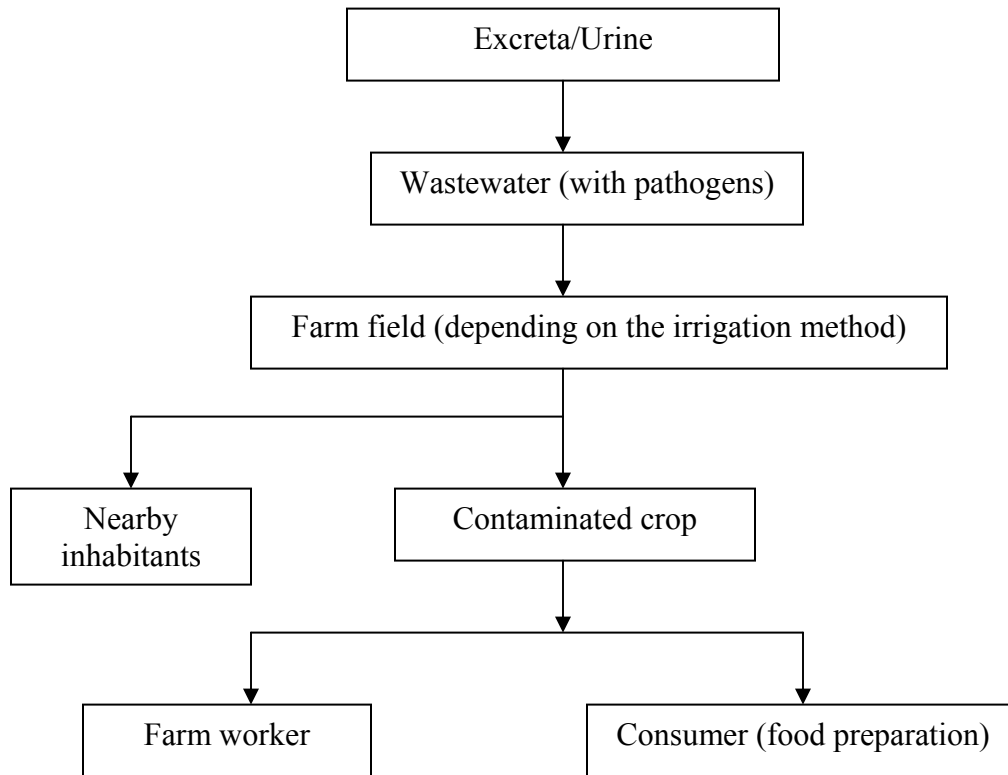 Excreta/Urine
Wastewater (with pathogens)
Farm field (depending on the irrigation method)
Nearby
inhabitants
Contaminated crop
Farm worker
Consumer (food preparation)